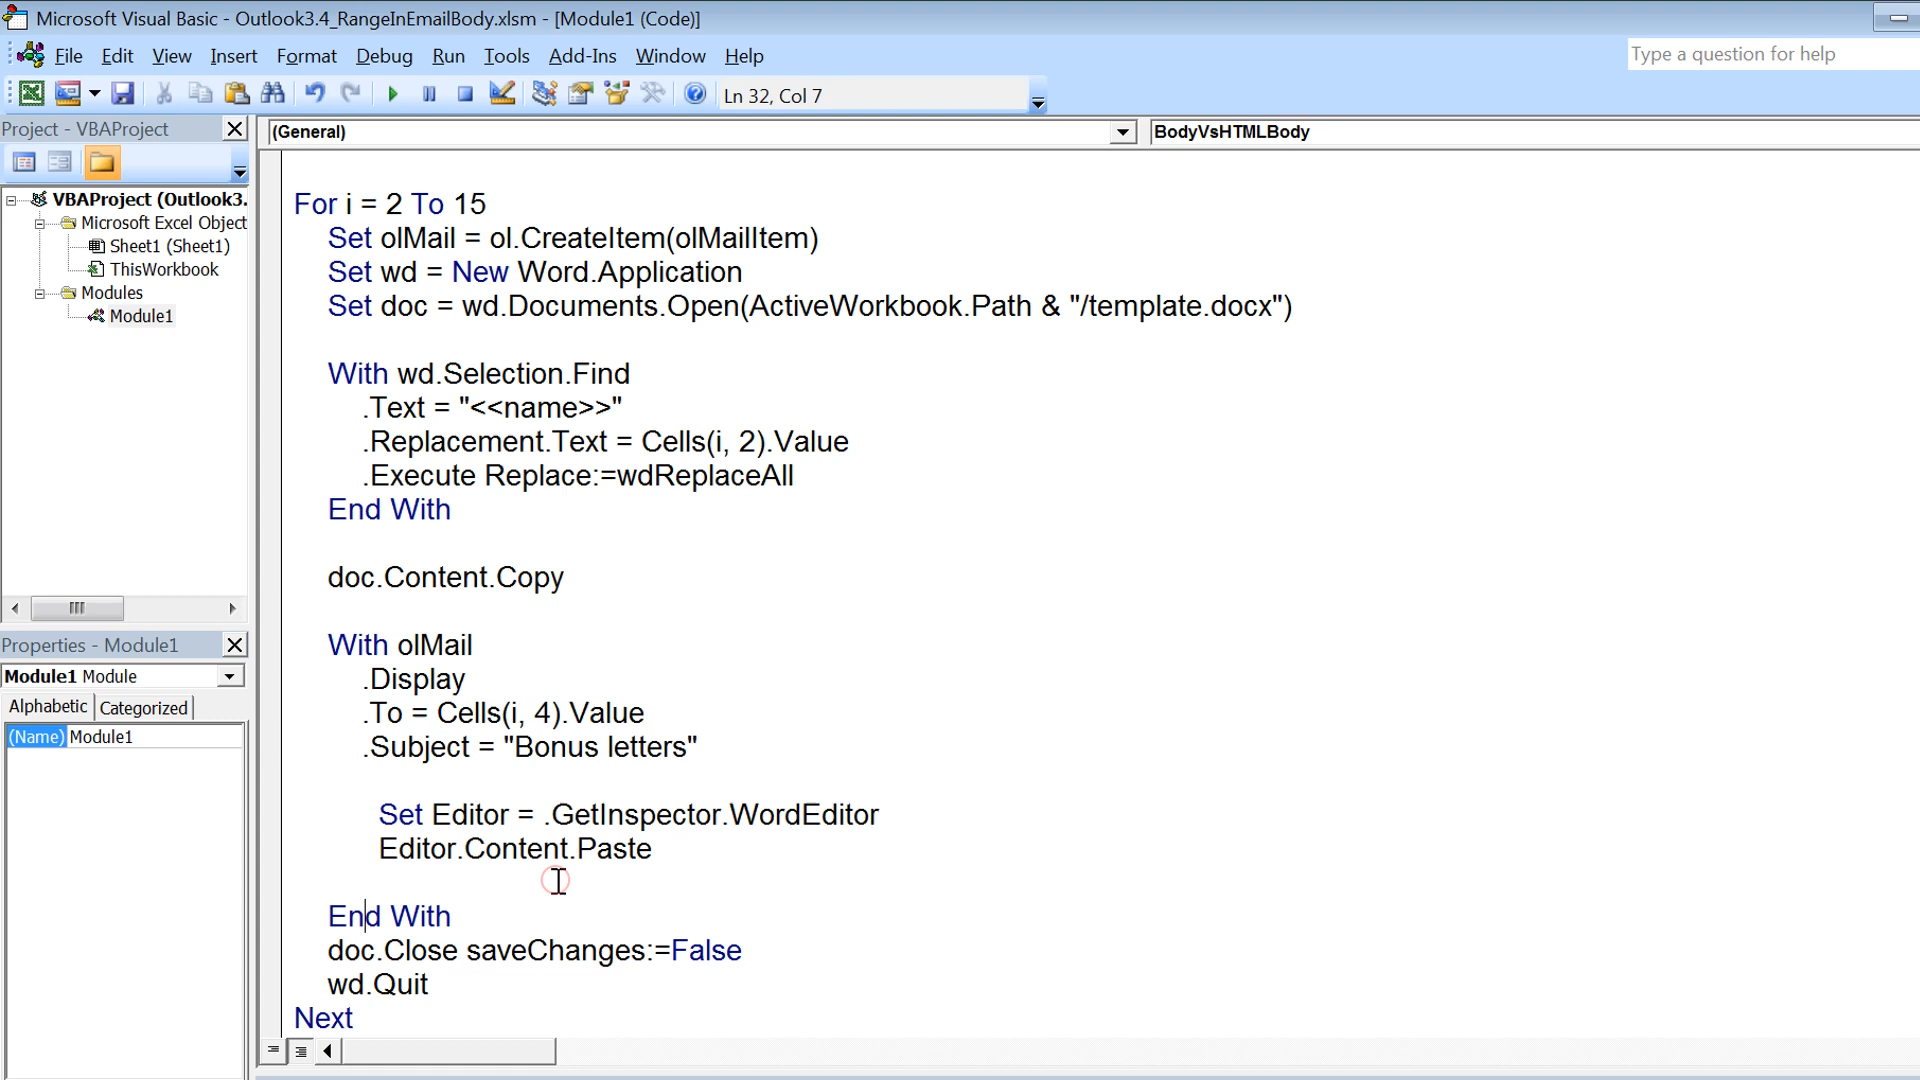 Microsoft Visual Basic - Outlook3.4_RangeInEmailBody.xlsm - [Module1 (Code)]
File Edit View Insert Format Debug Run Tools Add-Ins Window Help
Type a question for help
Ln 32, Col 7
Project - VBAProject
(General)
BodyVsHTMLBody
VBAProject (Outlook3.
Microsoft Excel Object
Sheet1 (Sheet1)
ThisWorkbook
Modules
Module1
Properties - Module1
Module1 Module
Alphabetic Categorized
(Name) Module1
For i = 2 To 15
Set olMail = ol.CreateItem(olMailItem)
Set wd = New Word.Application
Set doc = wd.Documents.Open(ActiveWorkbook.Path & "/template.docx")
With wd.Selection.Find
.Text = "<<name>>"
.Replacement.Text = Cells(i, 2).Value
.Execute Replace:=wdReplaceAll
End With
doc.Content.Copy
With olMail
.Display
.To = Cells(i, 4).Value
.Subject = "Bonus letters"
Set Editor = .GetInspector.WordEditor
Editor.Content.Paste
End With
doc.Close saveChanges:=False
wd.Quit
Next